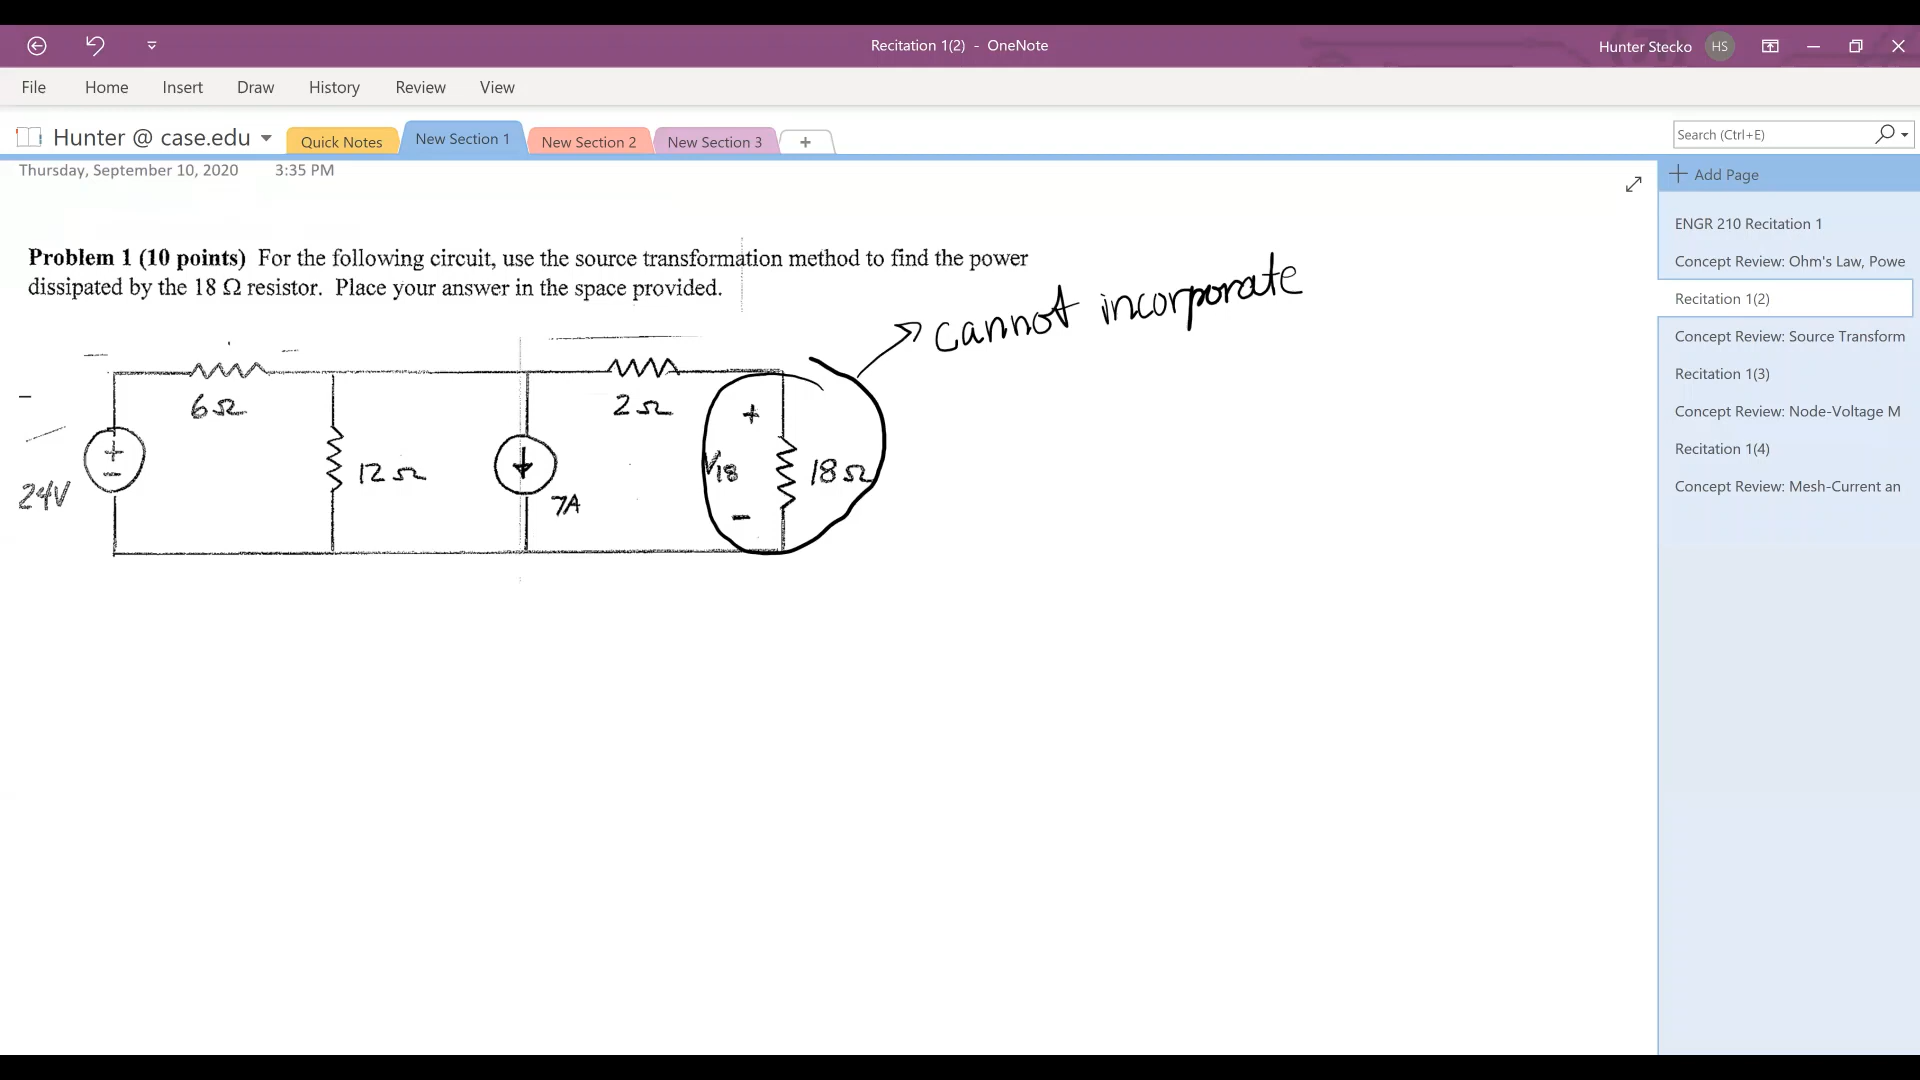 Recitation 1(2) - OneNote
Hunter Stecko HS
File Home Insert Draw History Review View
Hunter @ case.edu
Quick Notes
New Section 1
New Section 2
New Section 3
+
Search (Ctrl+E)
Thursday, September 10, 2020 3:35 PM
Add Page
ENGR 210 Recitation 1
Concept Review: Ohm's Law, Powe
Recitation 1(2)
Concept Review: Source Transform
Recitation 1(3)
Concept Review: Node-Voltage M
Recitation 1(4)
Concept Review: Mesh-Current an
Problem 1 (10 points) For the following circuit, use the source transformation method to find the power
dissipated by the 18 Ω resistor. Place your answer in the space provided.
cannot incorporate
6Ω
2Ω
+
+
-
24V
12Ω
7A
V18
18Ω
-